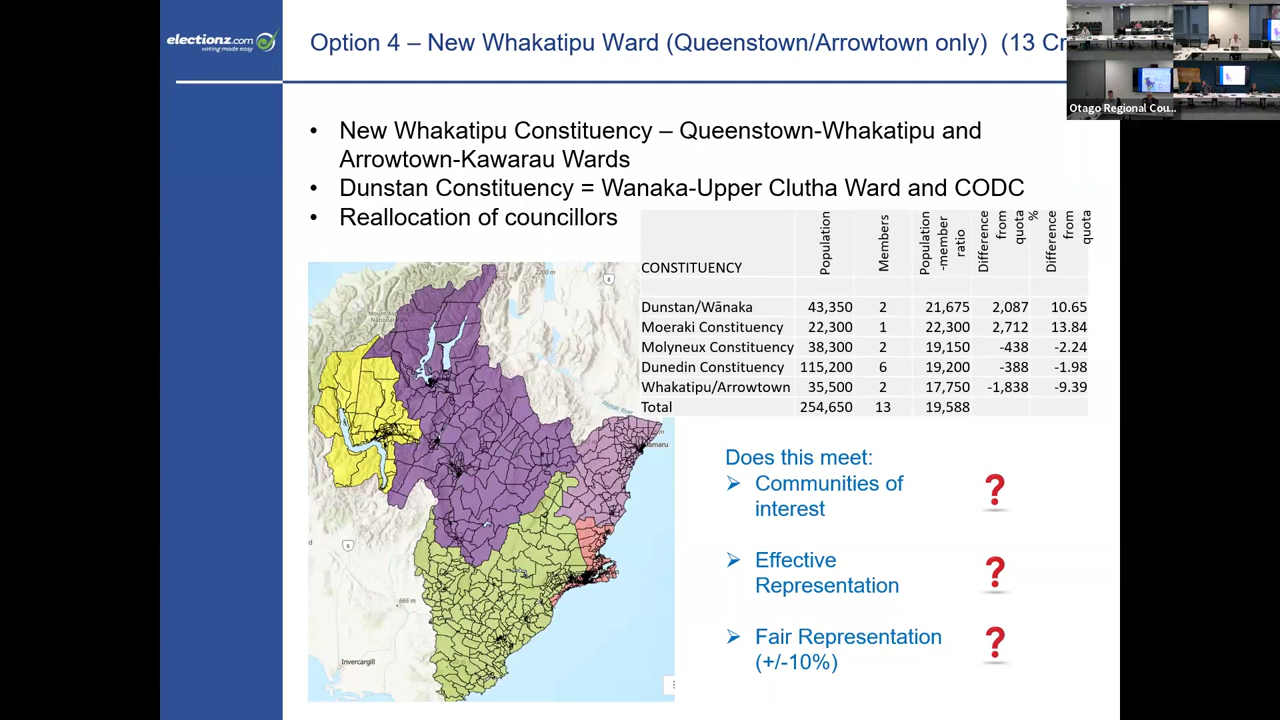 electionz.com
voting made easy
Option 4 – New Whakatipu Ward (Queenstown/Arrowtown only) (13 Cr
Otago Regional Cou...
• New Whakatipu Constituency – Queenstown-Whakatipu and
Arrowtown-Kawarau Wards
• Dunstan Constituency = Wanaka-Upper Clutha Ward and CODC
• Reallocation of councillors
CONSTITUENCY Population Members Population -member ratio Difference from quota % Difference from quota
Dunstan/Wānaka 43,350 2 21,675 2,087 10.65
Moeraki Constituency 22,300 1 22,300 2,712 13.84
Molyneux Constituency 38,300 2 19,150 -438 -2.24
Dunedin Constituency 115,200 6 19,200 -388 -1.98
Whakatipu/Arrowtown 35,500 2 17,750 -1,838 -9.39
Total 254,650 13 19,588
2200 m
8
Waitaki River
6
666 m
Invercargill
Does this meet:
➢ Communities of
interest
?
➢ Effective
Representation
?
➢ Fair Representation
(+/-10%)
?